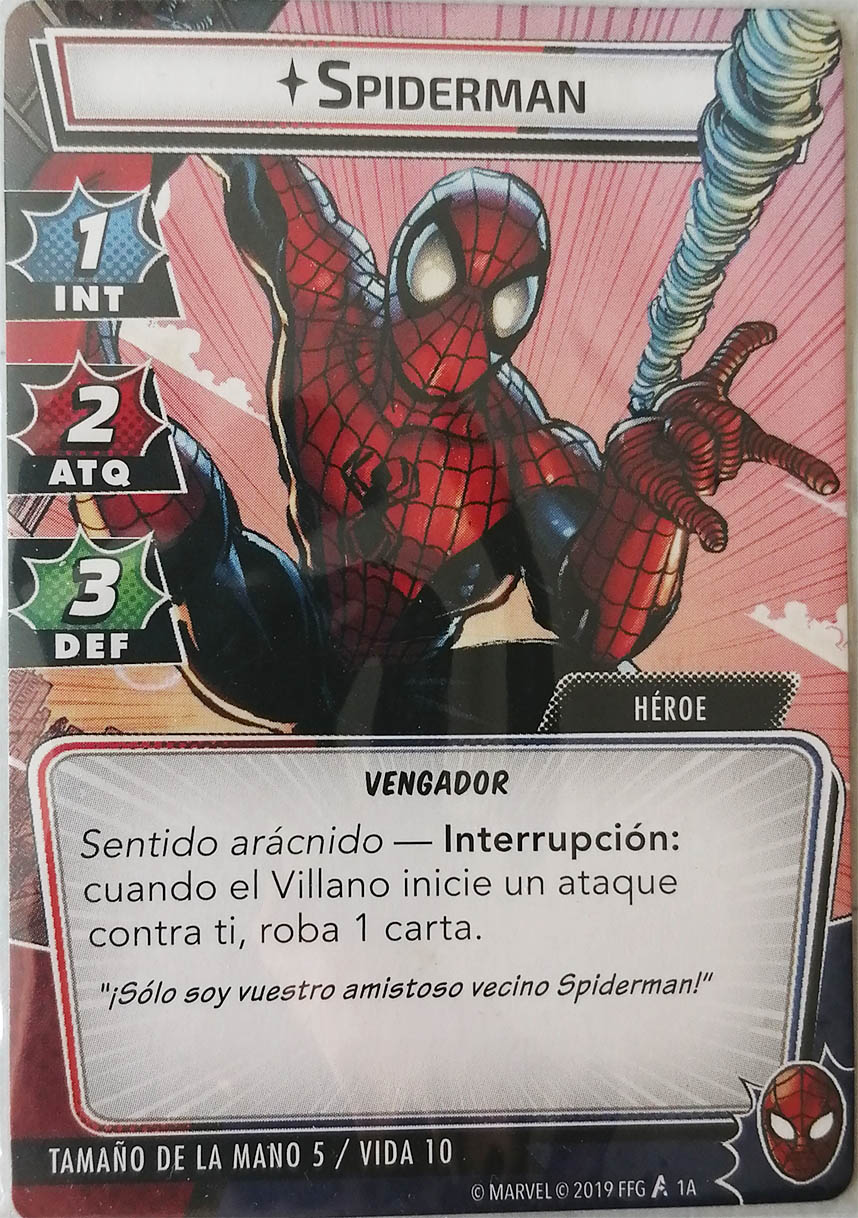 SPIDERMAN
1
INT
2
ATQ
3
DEF
HÉROE
VENGADOR
Sentido arácnido — Interrupción:
cuando el Villano inicie un ataque
contra ti, roba 1 carta.
"¡Sólo soy vuestro amistoso vecino Spiderman!"
TAMAÑO DE LA MANO 5 / VIDA 10
© MARVEL © 2019 FFG 1A